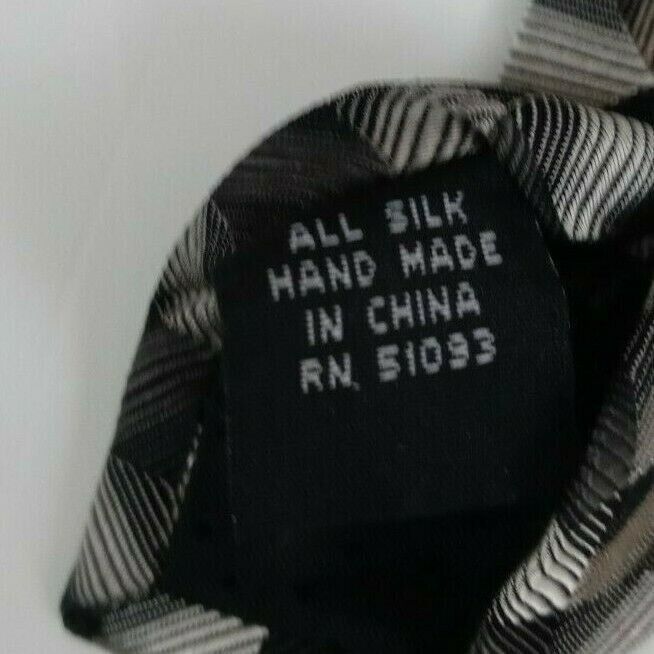 ALL SILK
HAND MADE
IN CHINA
RN. 51093